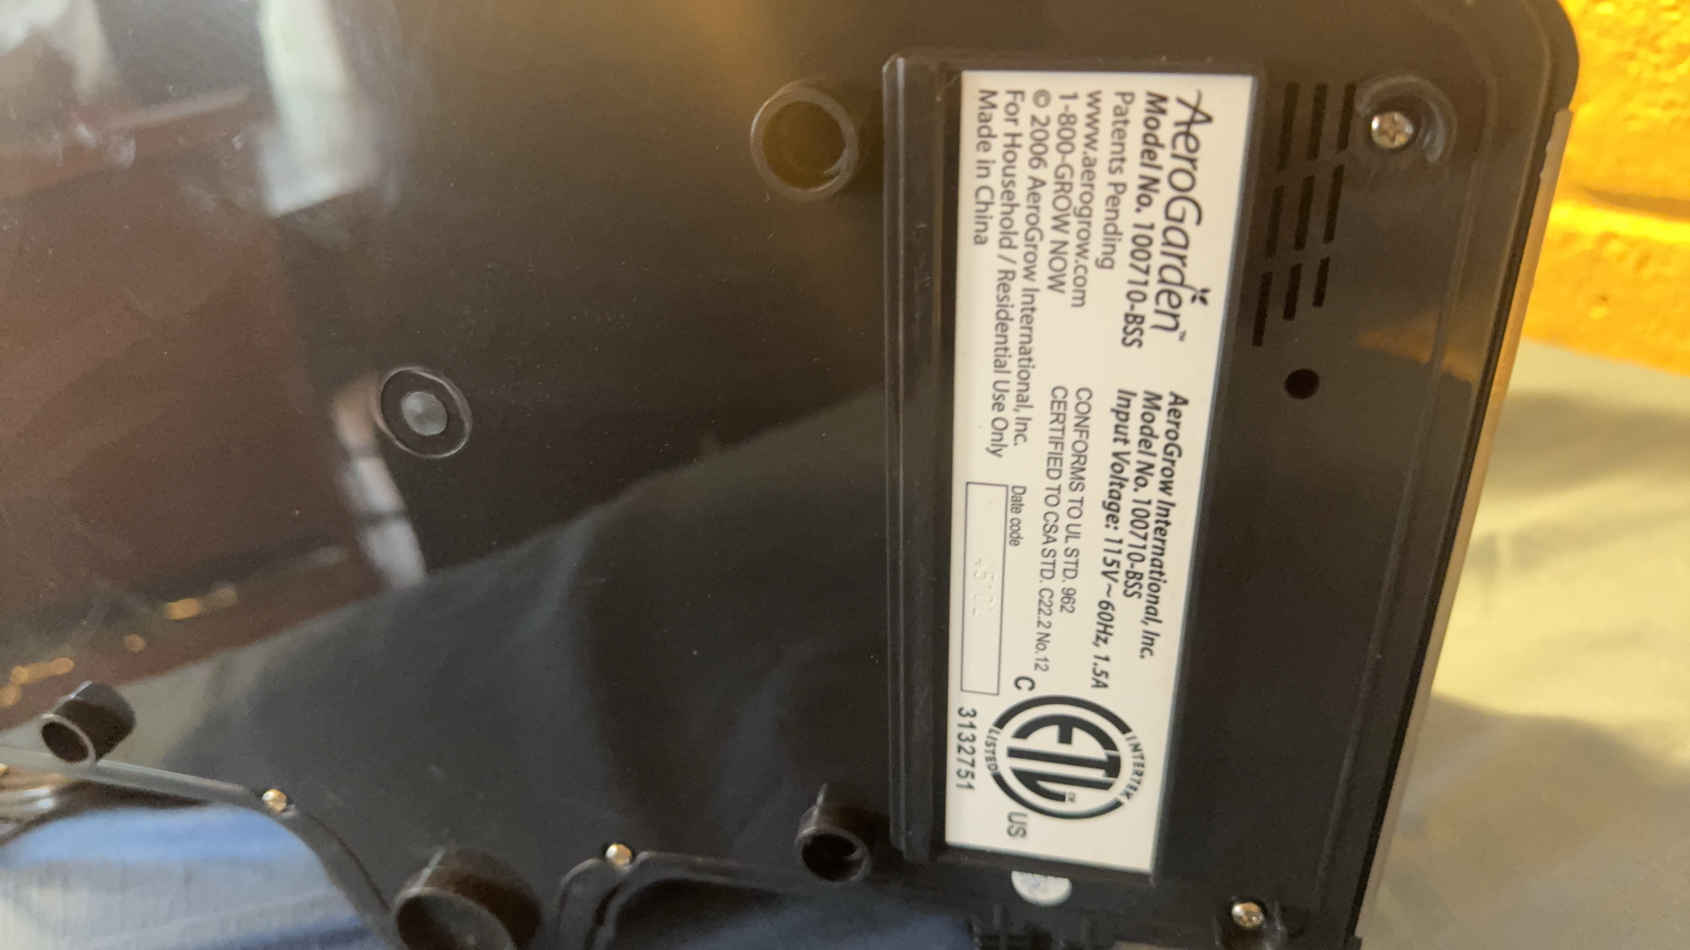 AeroGarden™
Model No. 100710-BSS
Patents Pending
www.aerogrow.com
1-800-GROW NOW
© 2006 AeroGrow International, Inc.
For Household / Residential Use Only
Made in China
AeroGrow International, Inc.
Model No. 100710-BSS
Input Voltage: 115V~60Hz, 1.5A
CONFORMS TO UL STD. 962
CERTIFIED TO CSA STD. C22.2 No.12
Date code
INTERTEK
C ETL US
CM
LISTED
3132751